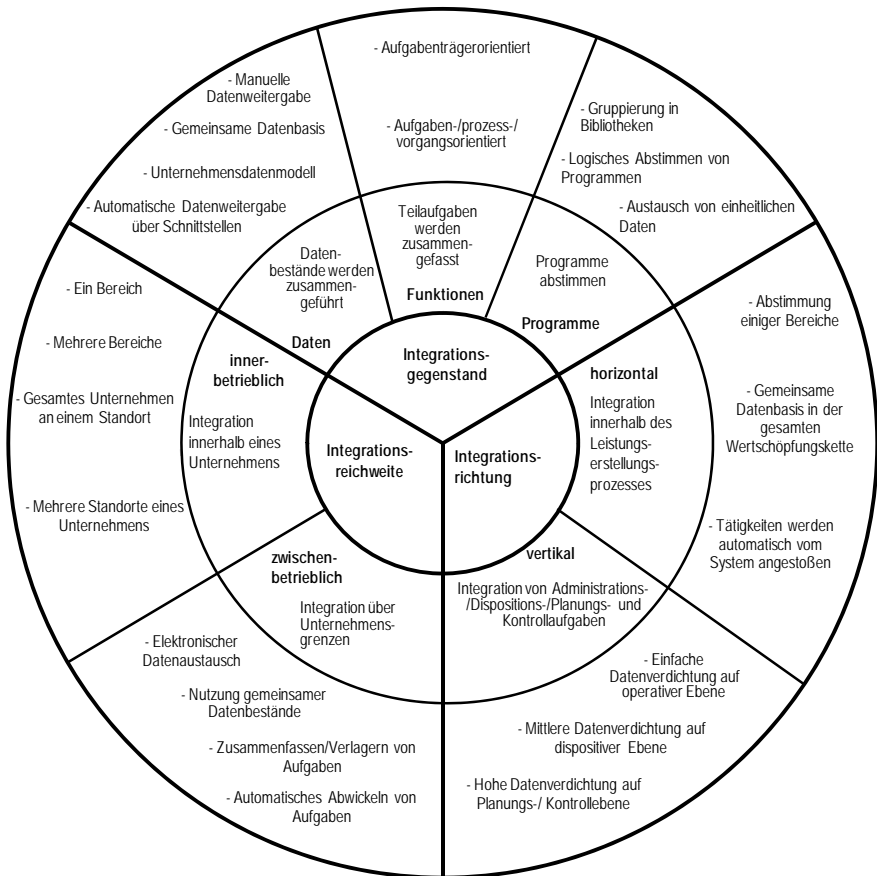 - Aufgabenträgerorientiert
- Aufgaben-/prozess-/
vorgangsorientiert
- Manuelle
Datenweitergabe
- Gemeinsame Datenbasis
- Unternehmensdatenmodell
- Automatische Datenweitergabe
über Schnittstellen
- Gruppierung in
Bibliotheken
- Logisches Abstimmen von
Programmen
- Austausch von einheitlichen
Daten
Daten-
bestände werden
zusammen-
geführt
Daten
Teilaufgaben
werden
zusammen-
gefasst
Funktionen
Programme
abstimmen
Programme
Integrations-
gegenstand
- Ein Bereich
- Mehrere Bereiche
- Gesamtes Unternehmen
an einem Standort
- Mehrere Standorte eines
Unternehmens
inner-
betrieblich
Integration
innerhalb eines
Unternehmens
Integrations-
reichweite
Integrations-
richtung
horizontal
Integration
innerhalb des
Leistungs-
erstellungs-
prozesses
- Abstimmung
einiger Bereiche
- Gemeinsame
Datenbasis in der
gesamten
Wertschöpfungskette
- Tätigkeiten werden
automatisch vom
System angestoßen
zwischen-
betrieblich
Integration über
Unternehmens-
grenzen
- Elektronischer
Datenaustausch
- Nutzung gemeinsamer
Datenbestände
- Zusammenfassen/Verlagern von
Aufgaben
- Automatisches Abwickeln von
Aufgaben
vertikal
Integration von Administrations-
/Dispositions-/Planungs- und
Kontrollaufgaben
- Einfache
Datenverdichtung auf
operativer Ebene
- Mittlere Datenverdichtung auf
dispositiver Ebene
- Hohe Datenverdichtung auf
Planungs-/ Kontrollebene